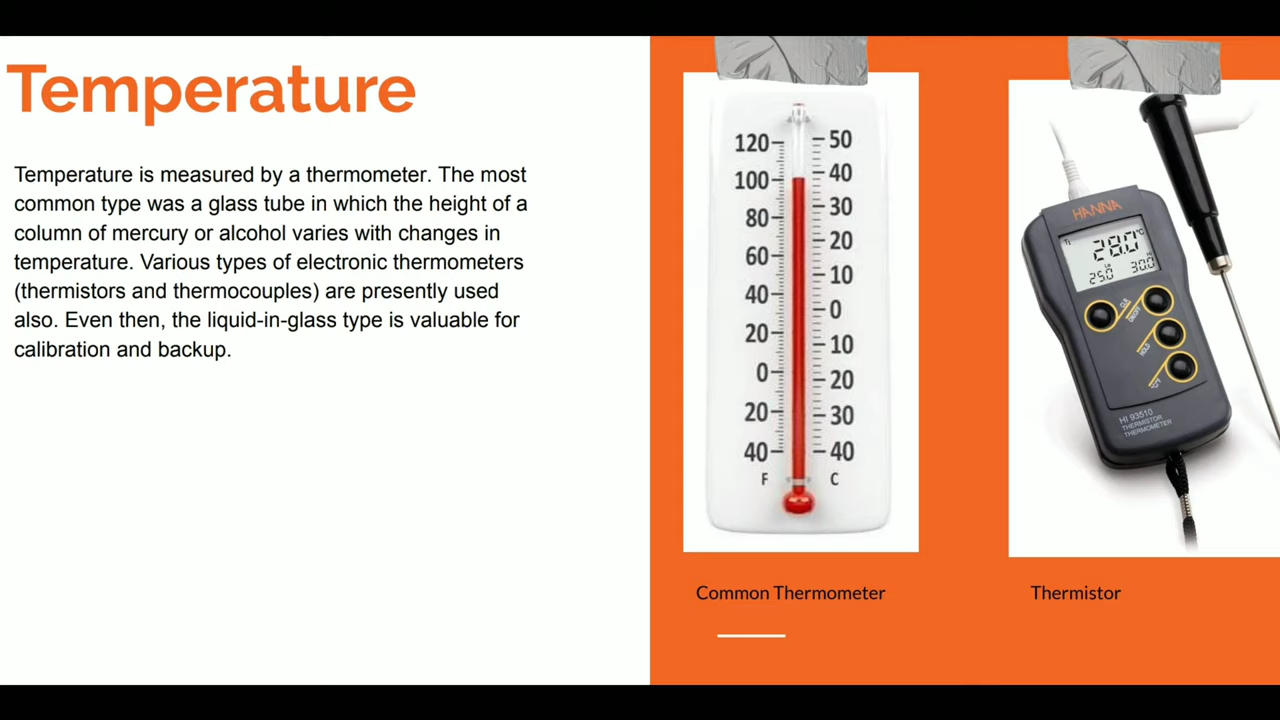 Temperature
Temperature is measured by a thermometer. The most
common type was a glass tube in which the height of a
column of mercury or alcohol varies with changes in
temperature. Various types of electronic thermometers
(thermistors and thermocouples) are presently used
also. Even then, the liquid-in-glass type is valuable for
calibration and backup.
120 50
100 40
80 30
60 20
40 10
20 0
0 10
20 20
40 30
40
F C
Common Thermometer
HANNA
T1 28.0 °C
25.0 30.0
ON/OFF
HOLD
°C/°F
HI 93510
THERMISTOR
THERMOMETER
Thermistor